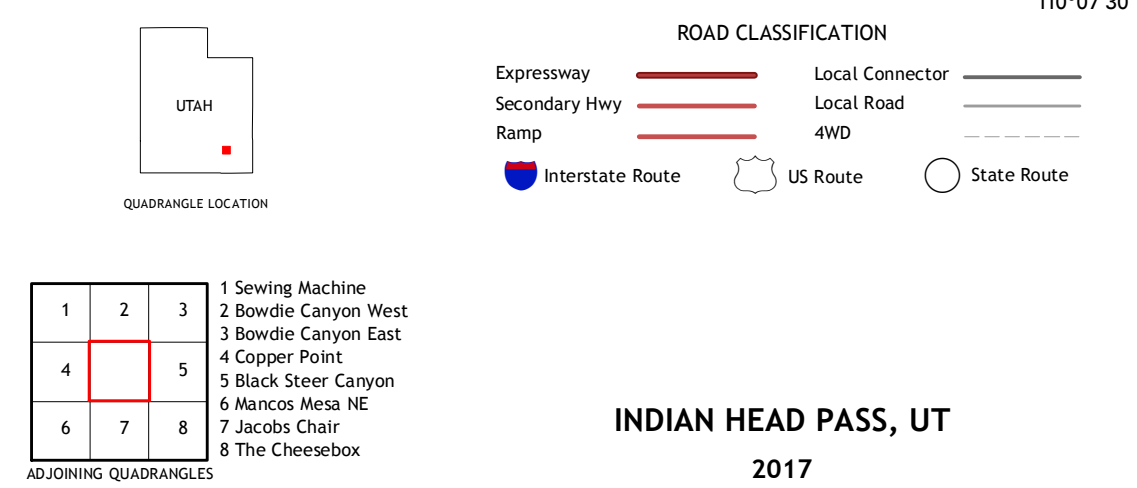 110°07'30
ROAD CLASSIFICATION
Expressway
Secondary Hwy
Ramp
Local Connector
Local Road
4WD
Interstate Route
US Route
State Route
UTAH
QUADRANGLE LOCATION
1 2 3
4 5
6 7 8
ADJOINING QUADRANGLES
1 Sewing Machine
2 Bowdie Canyon West
3 Bowdie Canyon East
4 Copper Point
5 Black Steer Canyon
6 Mancos Mesa NE
7 Jacobs Chair
8 The Cheesebox
INDIAN HEAD PASS, UT
2017